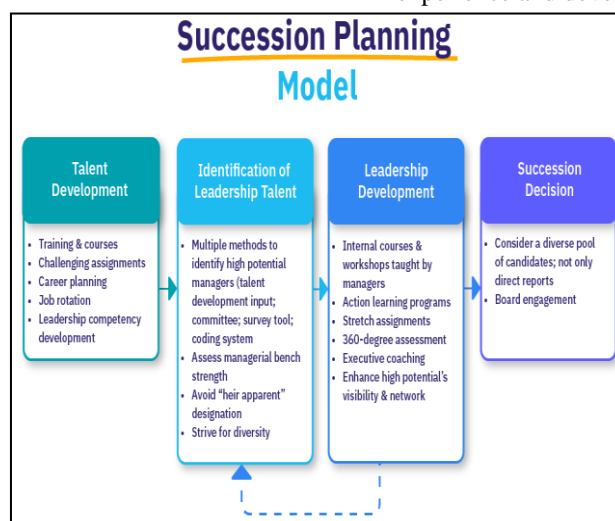 Succession Planning
Model
Talent
Development
• Training & courses
• Challenging assignments
• Career planning
• Job rotation
• Leadership competency
development
Identification of
Leadership Talent
• Multiple methods to
identify high potential
managers (talent
development input;
committee; survey tool;
coding system)
• Assess managerial bench
strength
• Avoid “heir apparent”
designation
• Strive for diversity
Leadership
Development
• Internal courses &
workshops taught by
managers
• Action learning programs
• Stretch assignments
• 360-degree assessment
• Executive coaching
• Enhance high potential's
visibility & network
Succession
Decision
• Consider a diverse pool
of candidates; not only
direct reports
• Board engagement